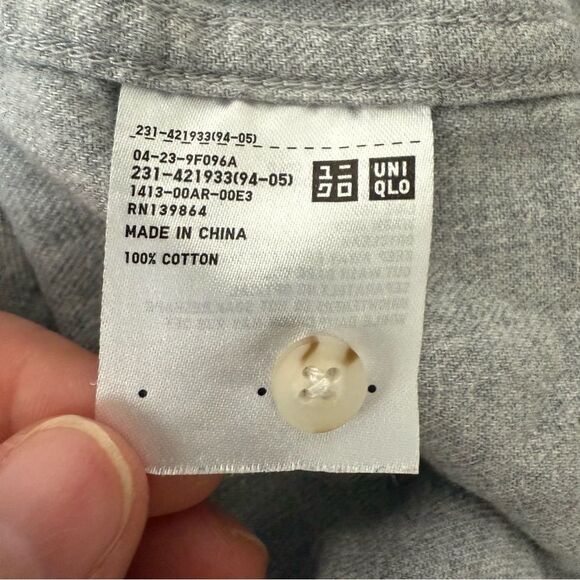 231-421933(94-05)
04-23-9F096A
231-421933(94-05)
1413-00AR-00E3
RN139864
MADE IN CHINA
100% COTTON
ユニ
クロ
UNI
QLO